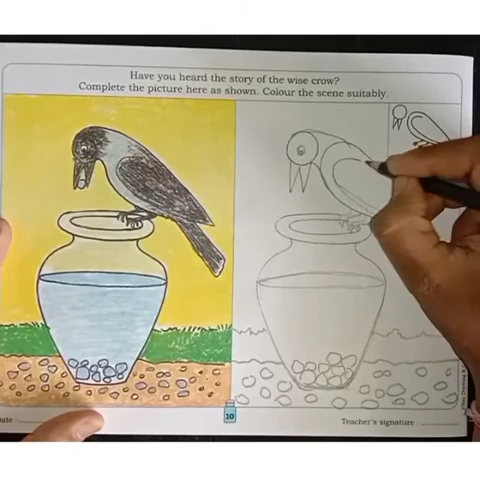 Have you heard the story of the wise crow?
Complete the picture here as shown. Colour the scene suitably.
10
Teacher's signature